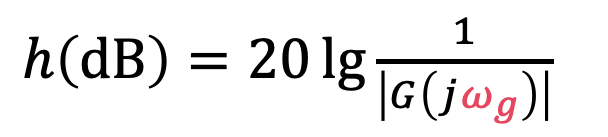 h(dB) = 20 lg 1/|G(jω_g)|